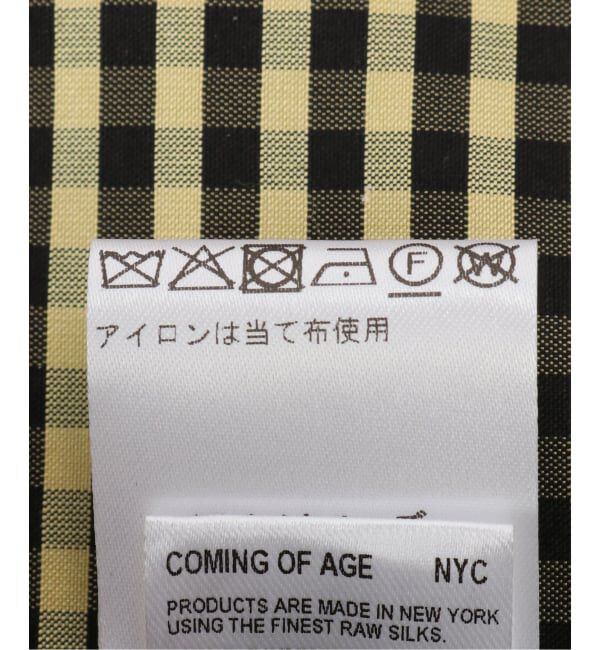 F W
アイロンは当て布使用
COMING OF AGE NYC
PRODUCTS ARE MADE IN NEW YORK
USING THE FINEST RAW SILKS.